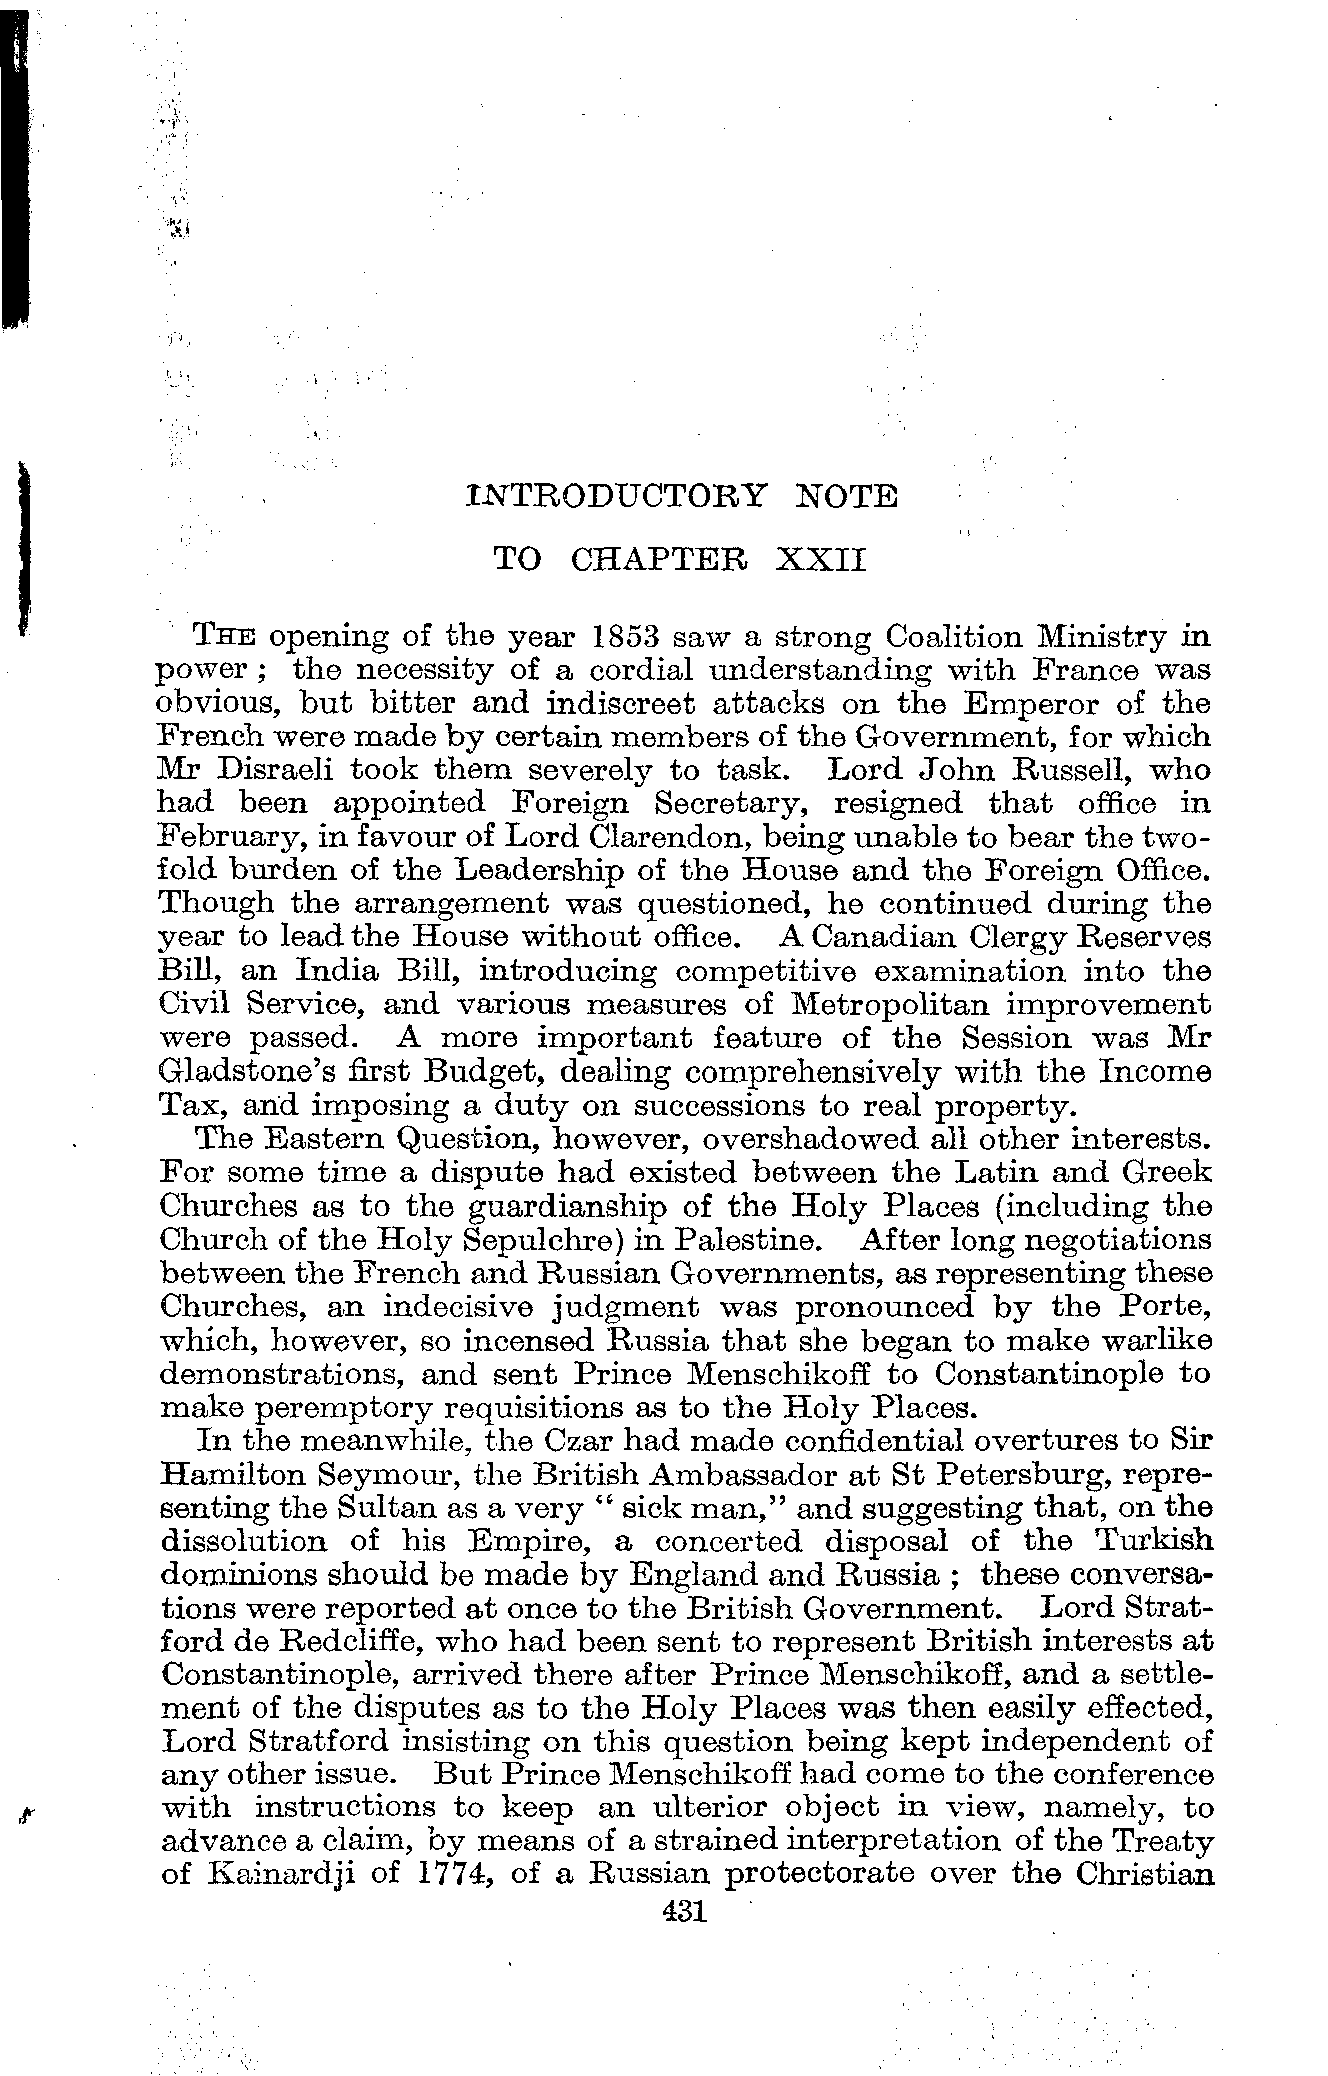 INTRODUCTORY NOTE
TO CHAPTER XXII
THE opening of the year 1853 saw a strong Coalition Ministry in
power ; the necessity of a cordial understanding with France was
obvious, but bitter and indiscreet attacks on the Emperor of the
French were made by certain members of the Government, for which
Mr Disraeli took them severely to task. Lord John Russell, who
had been appointed Foreign Secretary, resigned that office in
February, in favour of Lord Clarendon, being unable to bear the two-
fold burden of the Leadership of the House and the Foreign Office.
Though the arrangement was questioned, he continued during the
year to lead the House without office. A Canadian Clergy Reserves
Bill, an India Bill, introducing competitive examination into the
Civil Service, and various measures of Metropolitan improvement
were passed. A more important feature of the Session was Mr
Gladstone's first Budget, dealing comprehensively with the Income
Tax, and imposing a duty on successions to real property.
The Eastern Question, however, overshadowed all other interests.
For some time a dispute had existed between the Latin and Greek
Churches as to the guardianship of the Holy Places (including the
Church of the Holy Sepulchre) in Palestine. After long negotiations
between the French and Russian Governments, as representing these
Churches, an indecisive judgment was pronounced by the Porte,
which, however, so incensed Russia that she began to make warlike
demonstrations, and sent Prince Menschikoff to Constantinople to
make peremptory requisitions as to the Holy Places.
In the meanwhile, the Czar had made confidential overtures to Sir
Hamilton Seymour, the British Ambassador at St Petersburg, repre-
senting the Sultan as a very " sick man," and suggesting that, on the
dissolution of his Empire, a concerted disposal of the Turkish
dominions should be made by England and Russia ; these conversa-
tions were reported at once to the British Government. Lord Strat-
ford de Redcliffe, who had been sent to represent British interests at
Constantinople, arrived there after Prince Menschikoff, and a settle-
ment of the disputes as to the Holy Places was then easily effected,
Lord Stratford insisting on this question being kept independent of
any other issue. But Prince Menschikoff had come to the conference
with instructions to keep an ulterior object in view, namely, to
advance a claim, by means of a strained interpretation of the Treaty
of Kainardji of 1774, of a Russian protectorate over the Christian
431